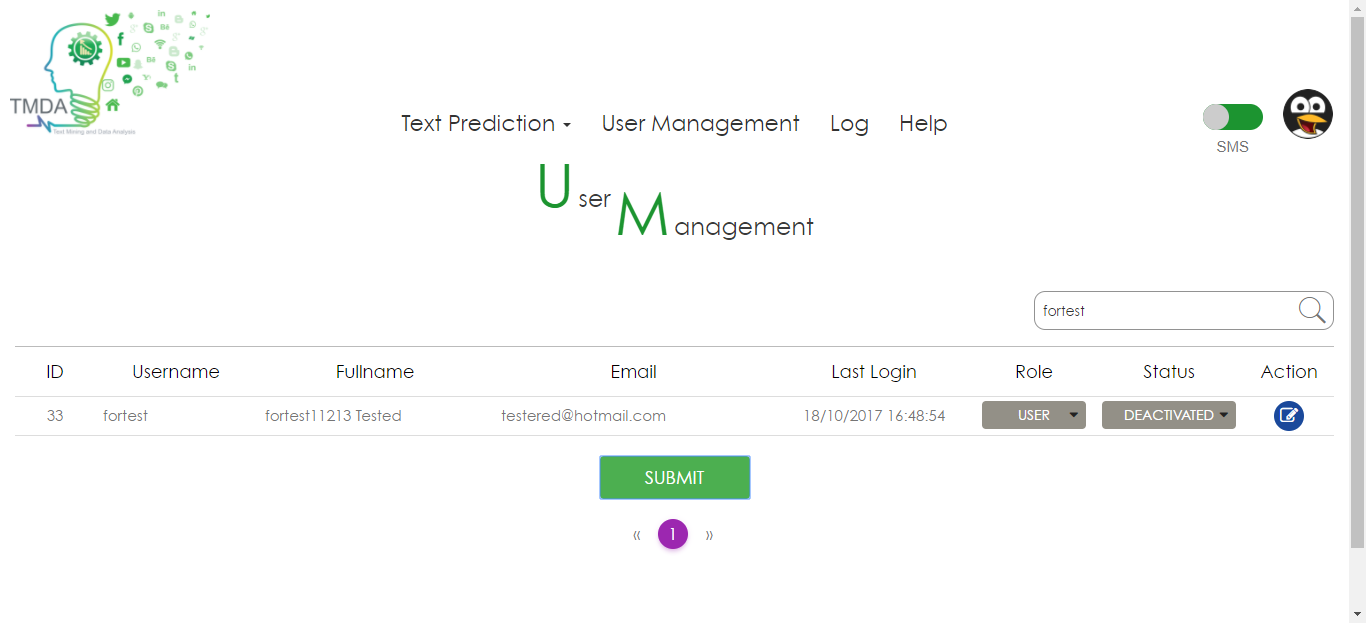 TMDA
Text Mining and Data Analysis
Text Prediction User Management Log Help
SMS
User
Management
fortest
ID Username Fullname Email Last Login Role Status Action
33 fortest fortest11213 Tested testered@hotmail.com 18/10/2017 16:48:54 USER DEACTIVATED
SUBMIT
« 1 »